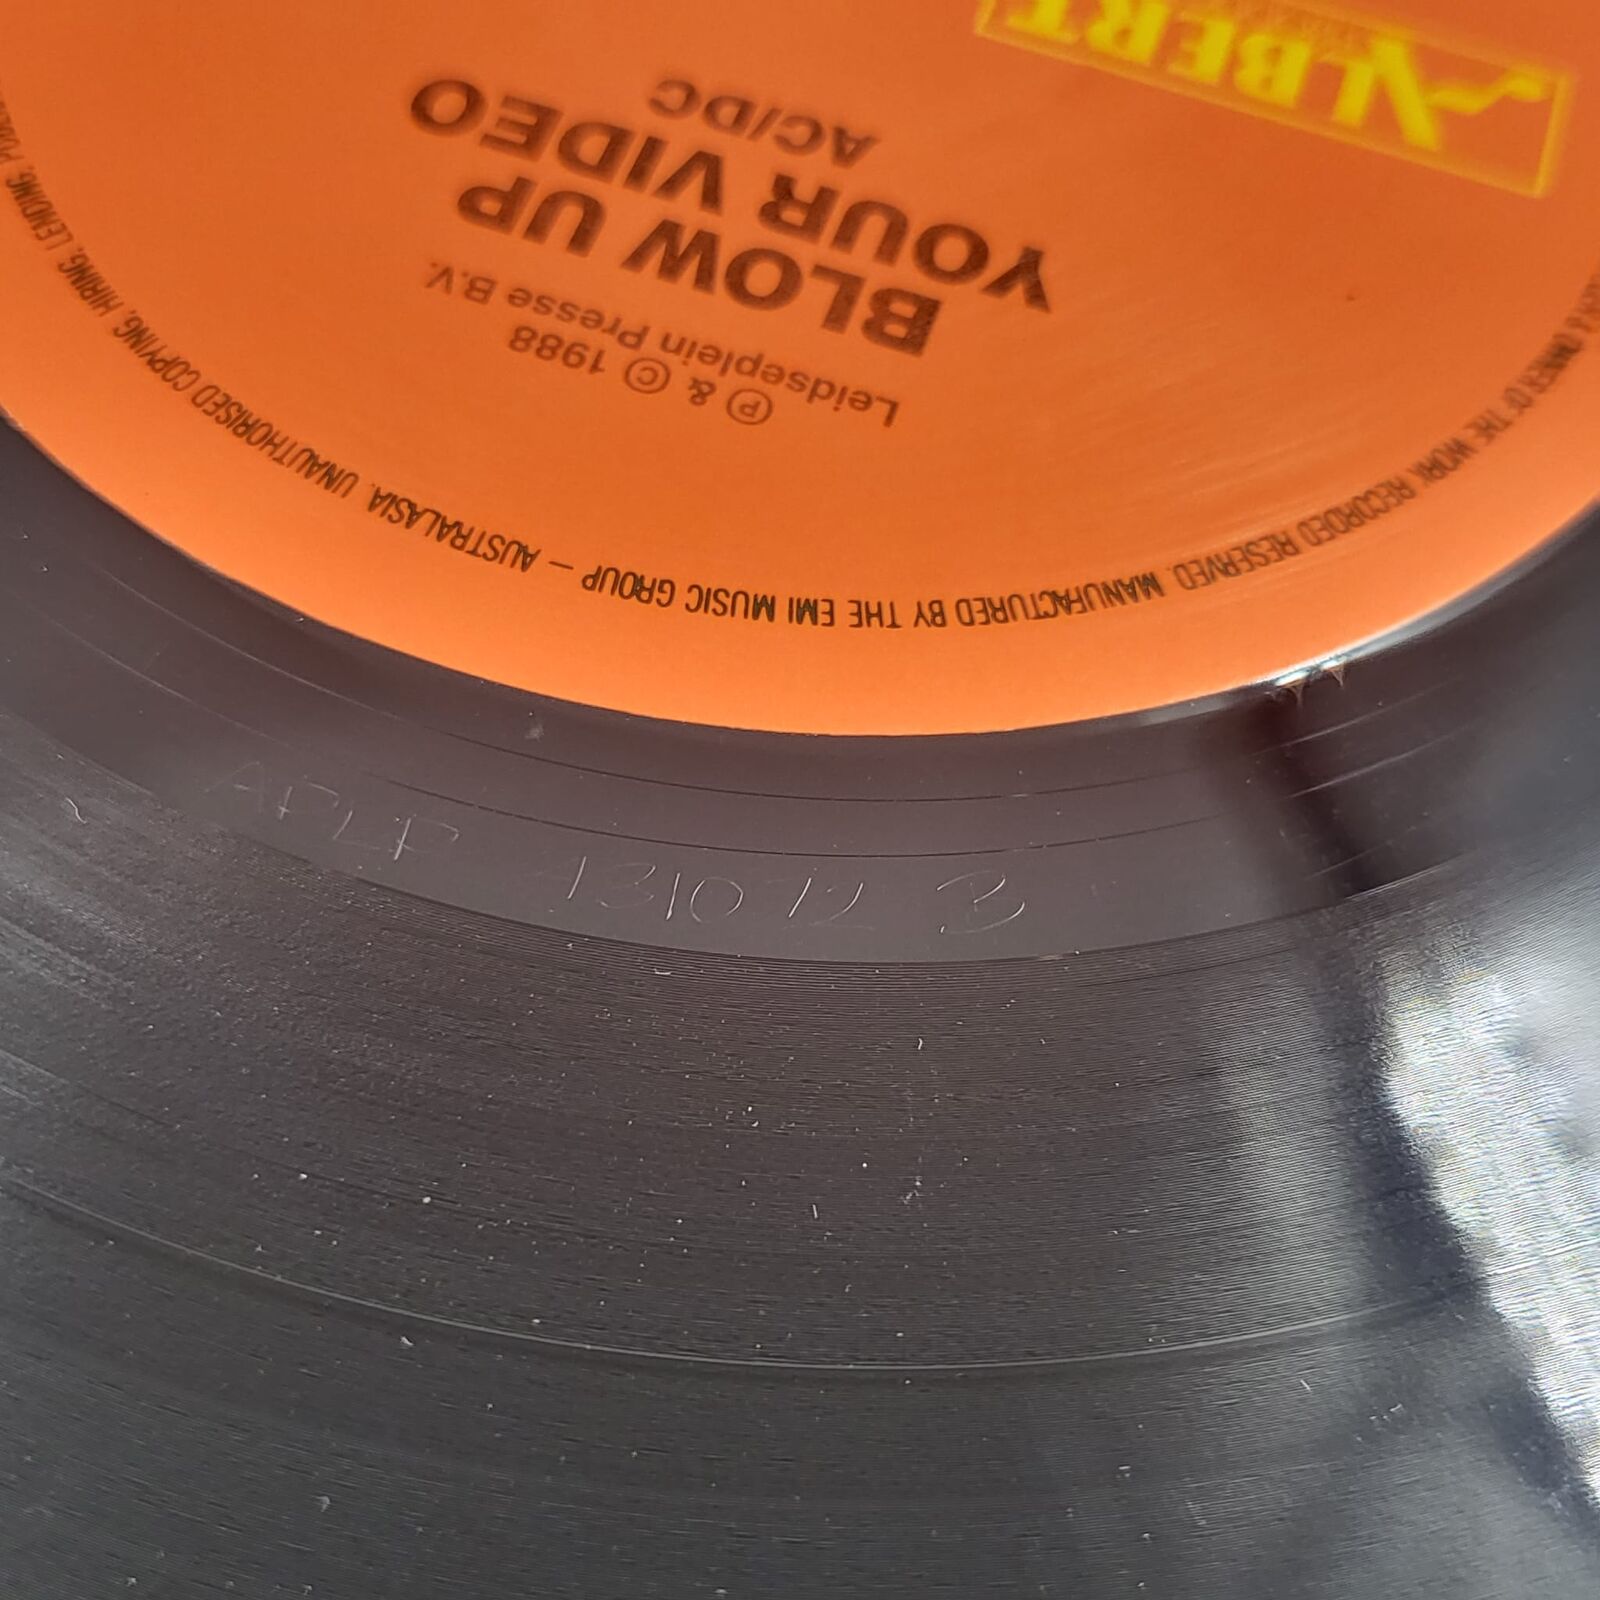 ALBERT
AC/DC
BLOW UP
YOUR VIDEO
Leidseplein Presse B.V.
Ⓟ & © 1988
OWNER OF THE WORK RECORDED RESERVED. MANUFACTURED BY THE EMI MUSIC GROUP – AUSTRALASIA. UNAUTHORISED COPYING, HIRING, LENDING,
APLP 431072 B